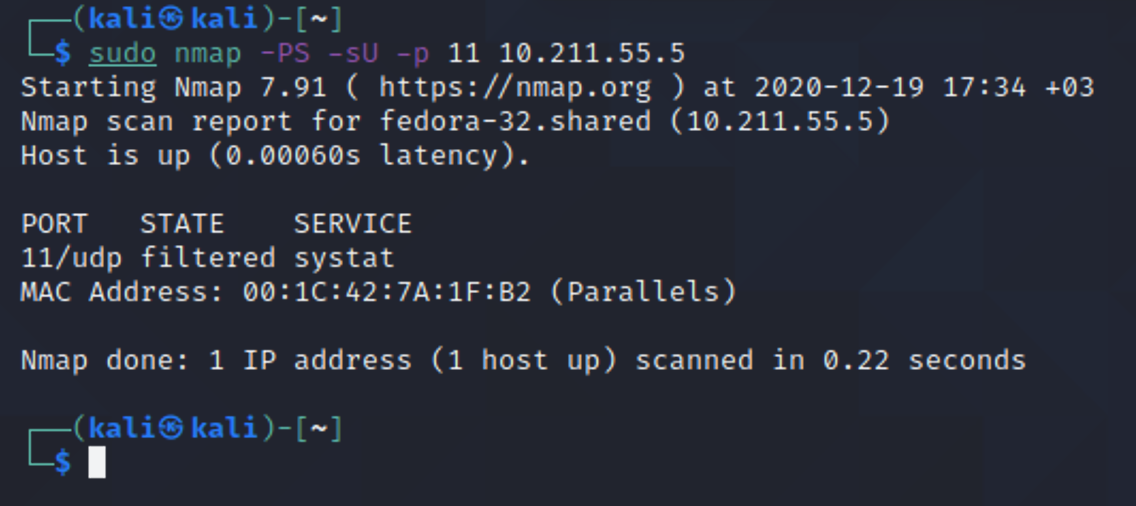 ┌──(kali㉿kali)-[~]
└─$ sudo nmap -PS -sU -p 11 10.211.55.5
Starting Nmap 7.91 ( https://nmap.org ) at 2020-12-19 17:34 +03
Nmap scan report for fedora-32.shared (10.211.55.5)
Host is up (0.00060s latency).
PORT   STATE    SERVICE
11/udp filtered systat
MAC Address: 00:1C:42:7A:1F:B2 (Parallels)
Nmap done: 1 IP address (1 host up) scanned in 0.22 seconds
┌──(kali㉿kali)-[~]
└─$